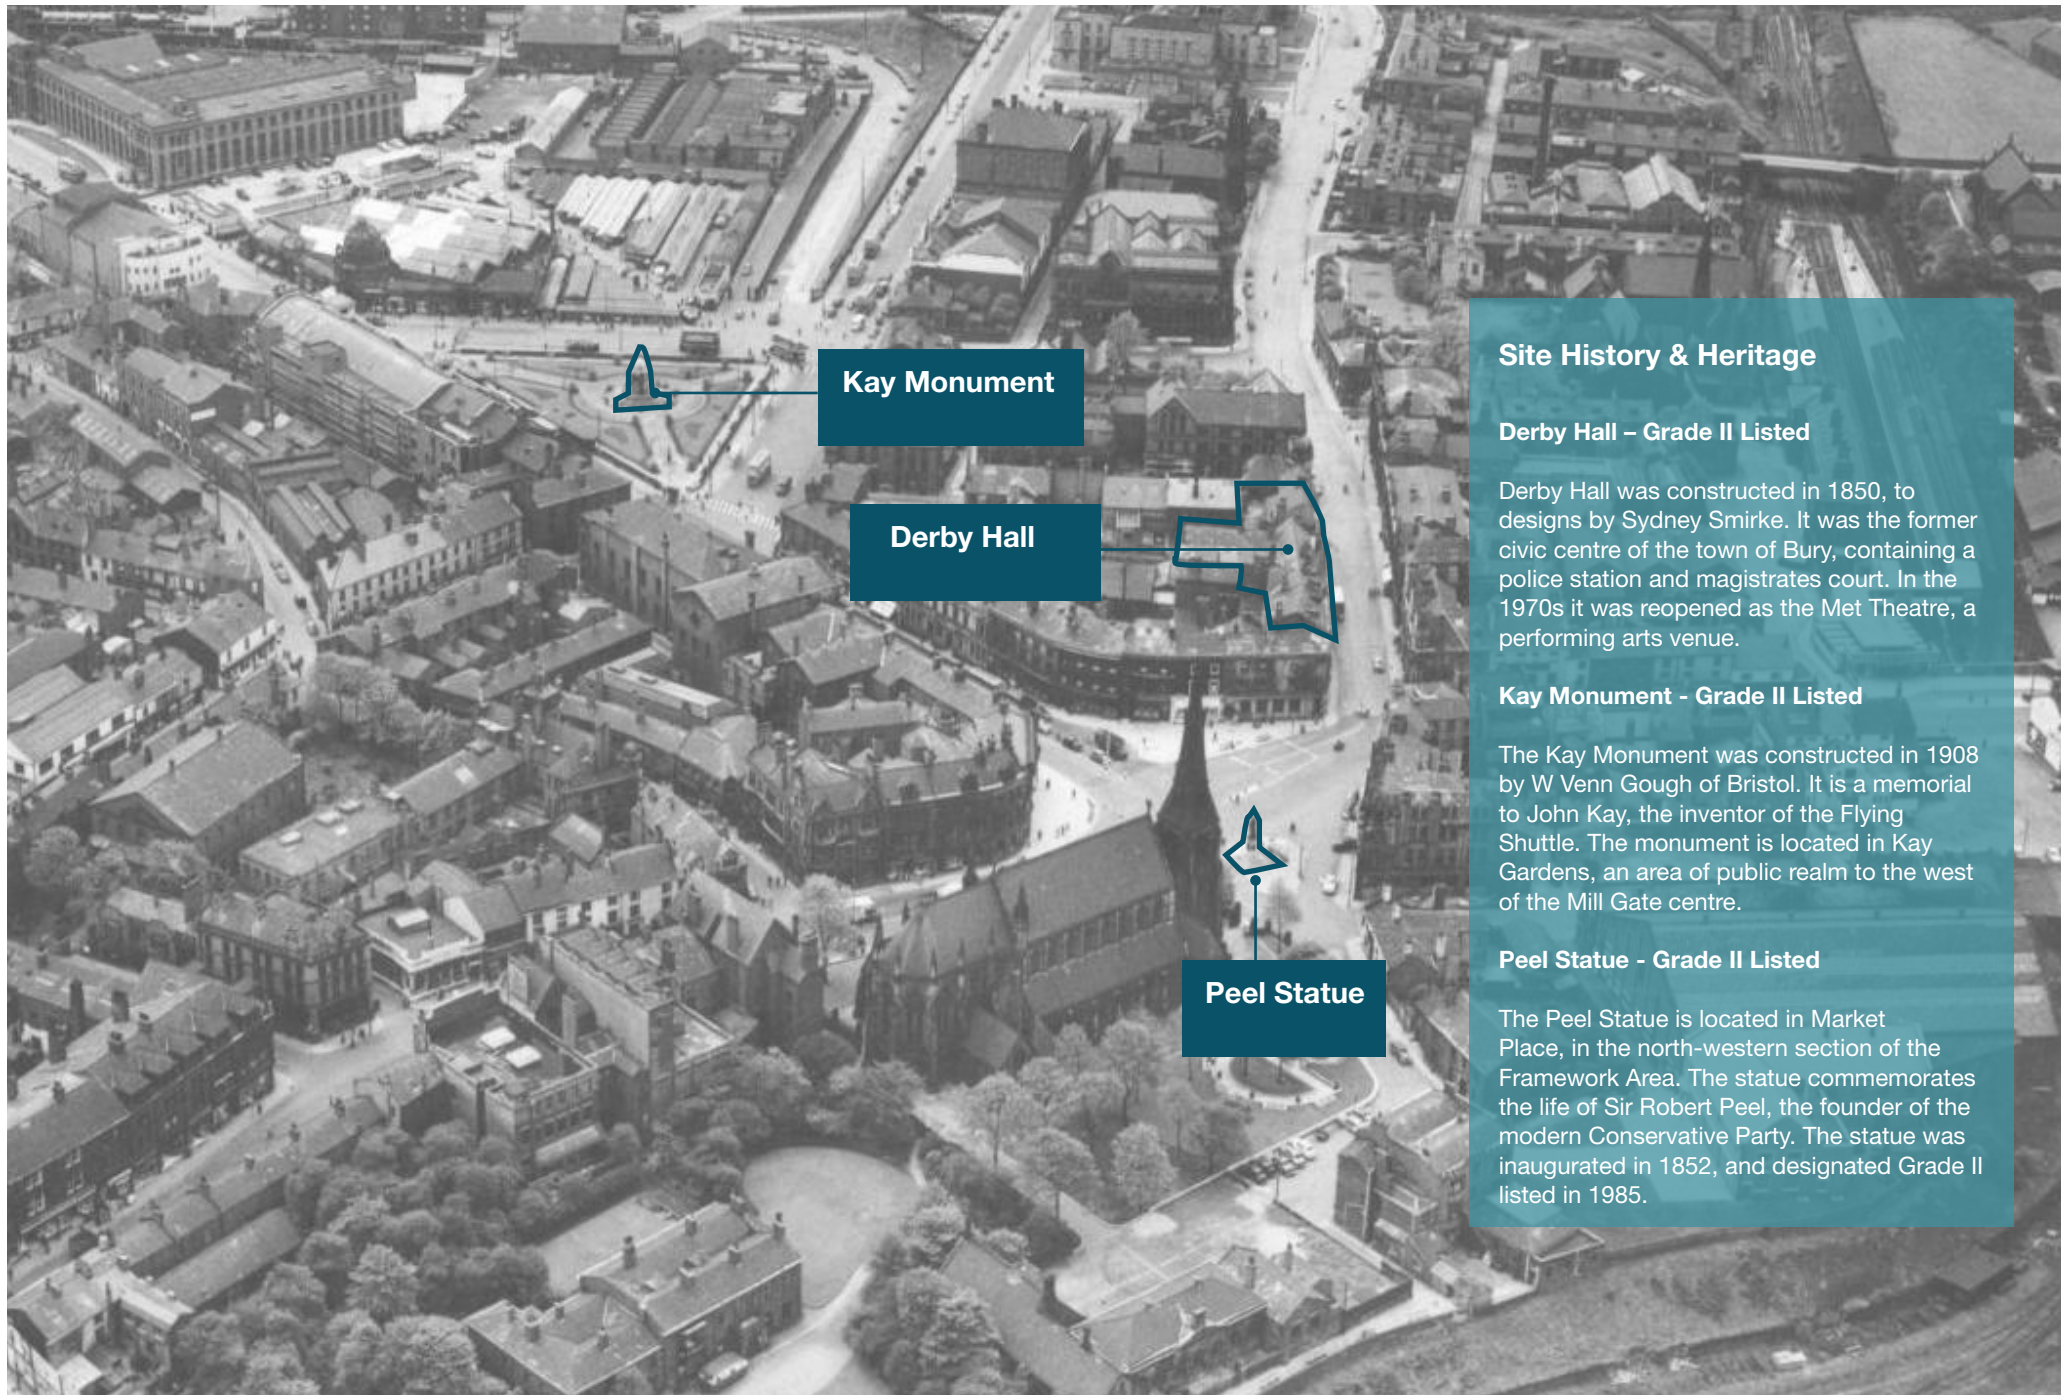 Kay Monument
Derby Hall
Peel Statue
Site History & Heritage
Derby Hall – Grade II Listed
Derby Hall was constructed in 1850, to
designs by Sydney Smirke. It was the former
civic centre of the town of Bury, containing a
police station and magistrates court. In the
1970s it was reopened as the Met Theatre, a
performing arts venue.
Kay Monument - Grade II Listed
The Kay Monument was constructed in 1908
by W Venn Gough of Bristol. It is a memorial
to John Kay, the inventor of the Flying
Shuttle. The monument is located in Kay
Gardens, an area of public realm to the west
of the Mill Gate centre.
Peel Statue - Grade II Listed
The Peel Statue is located in Market
Place, in the north-western section of the
Framework Area. The statue commemorates
the life of Sir Robert Peel, the founder of the
modern Conservative Party. The statue was
inaugurated in 1852, and designated Grade II
listed in 1985.